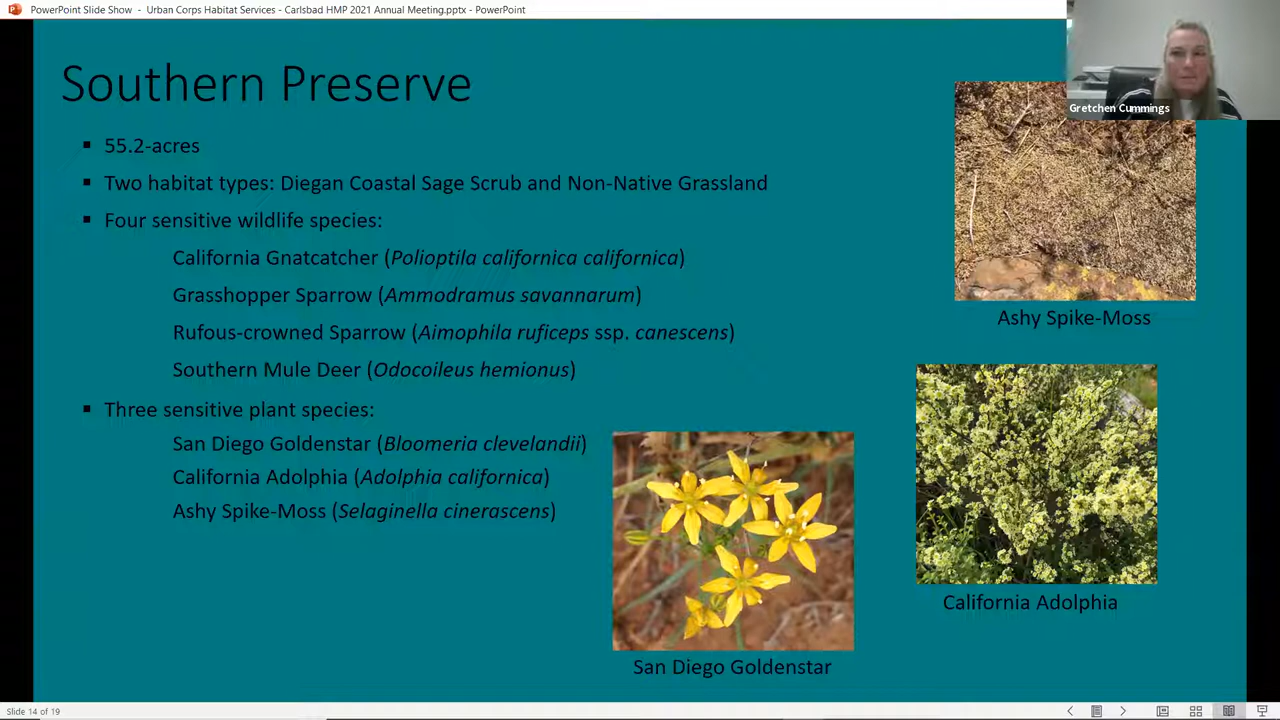 PowerPoint Slide Show - Urban Corps Habitat Services - Carlsbad HMP 2021 Annual Meeting.pptx - PowerPoint
Gretchen Cummings
Southern Preserve
▪ 55.2-acres
▪ Two habitat types: Diegan Coastal Sage Scrub and Non-Native Grassland
▪ Four sensitive wildlife species:
California Gnatcatcher (Polioptila californica californica)
Grasshopper Sparrow (Ammodramus savannarum)
Rufous-crowned Sparrow (Aimophila ruficeps ssp. canescens)
Southern Mule Deer (Odocoileus hemionus)
▪ Three sensitive plant species:
San Diego Goldenstar (Bloomeria clevelandii)
California Adolphia (Adolphia californica)
Ashy Spike-Moss (Selaginella cinerascens)
Ashy Spike-Moss
California Adolphia
San Diego Goldenstar
Slide 14 of 19